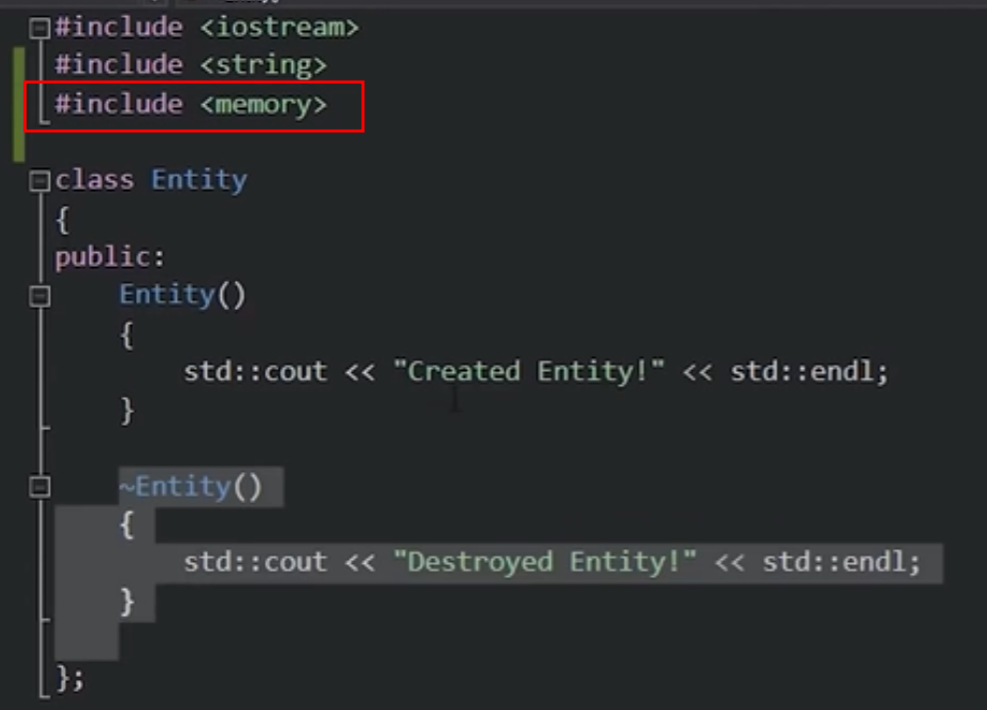 #include <iostream>
#include <string>
#include <memory>
class Entity
{
public:
Entity()
{
std::cout << "Created Entity!" << std::endl;
}
~Entity()
{
std::cout << "Destroyed Entity!" << std::endl;
}
};